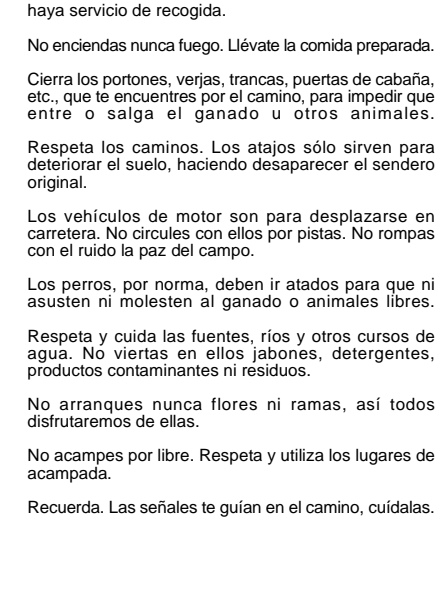 haya servicio de recogida.
No enciendas nunca fuego. Llévate la comida preparada.
Cierra los portones, verjas, trancas, puertas de cabaña,
etc., que te encuentres por el camino, para impedir que
entre o salga el ganado u otros animales.
Respeta los caminos. Los atajos sólo sirven para
deteriorar el suelo, haciendo desaparecer el sendero
original.
Los vehículos de motor son para desplazarse en
carretera. No circules con ellos por pistas. No rompas
con el ruido la paz del campo.
Los perros, por norma, deben ir atados para que ni
asusten ni molesten al ganado o animales libres.
Respeta y cuida las fuentes, ríos y otros cursos de
agua. No viertas en ellos jabones, detergentes,
productos contaminantes ni residuos.
No arranques nunca flores ni ramas, así todos
disfrutaremos de ellas.
No acampes por libre. Respeta y utiliza los lugares de
acampada.
Recuerda. Las señales te guían en el camino, cuídalas.